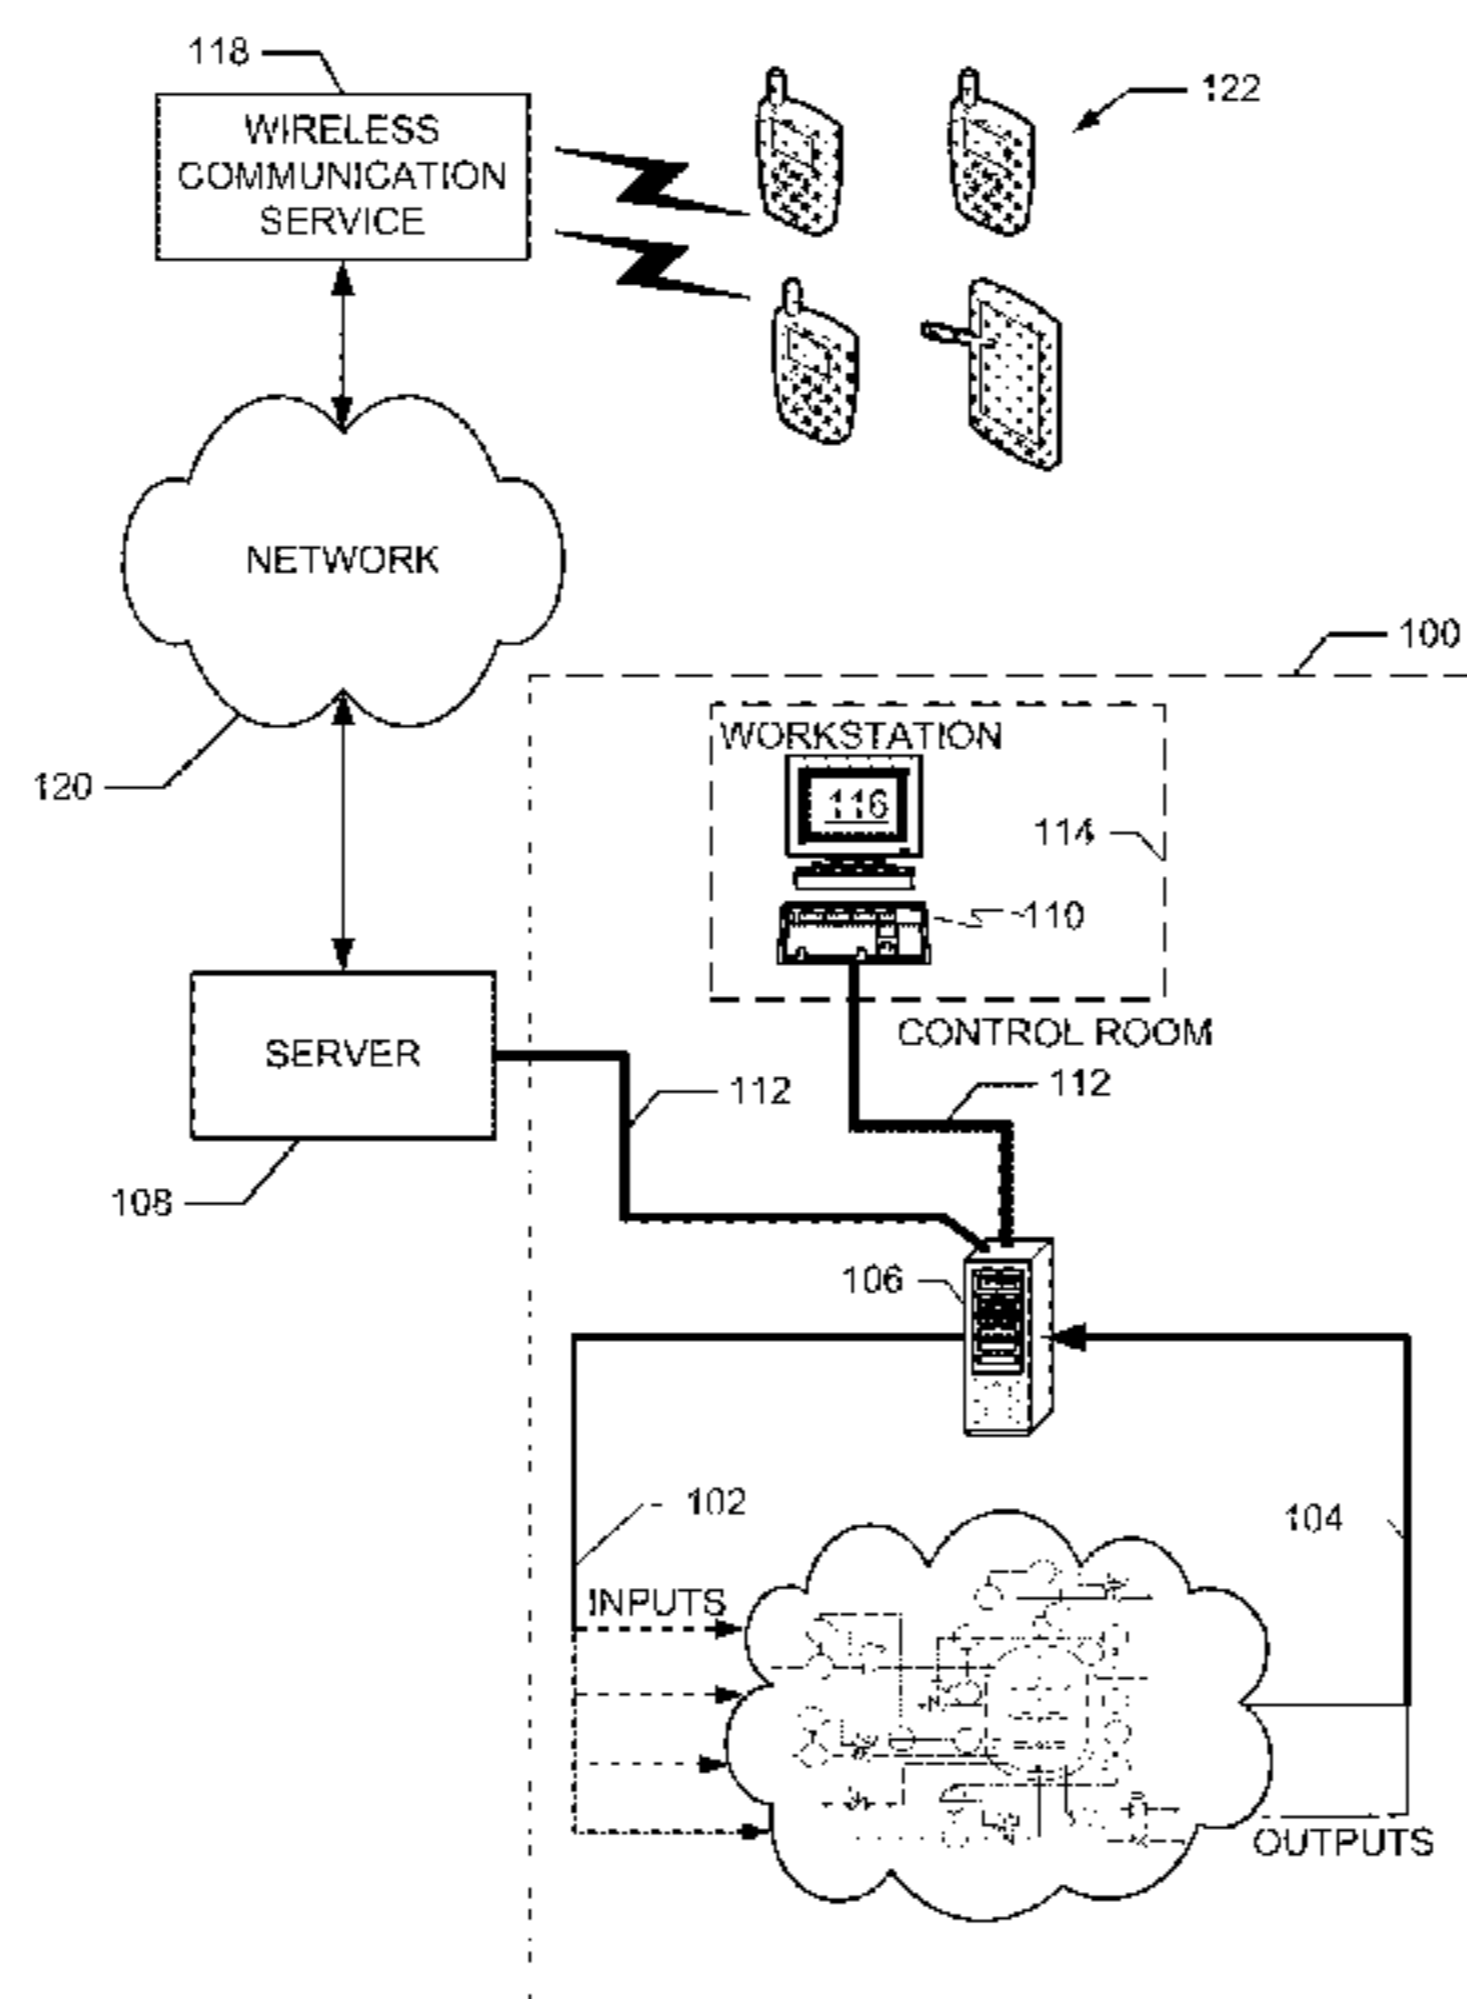 118
WIRELESS
COMMUNICATION
SERVICE
122
NETWORK
120
100
WORKSTATION
116
114
110
CONTROL ROOM
SERVER
112
112
108
106
102
104
INPUTS
OUTPUTS